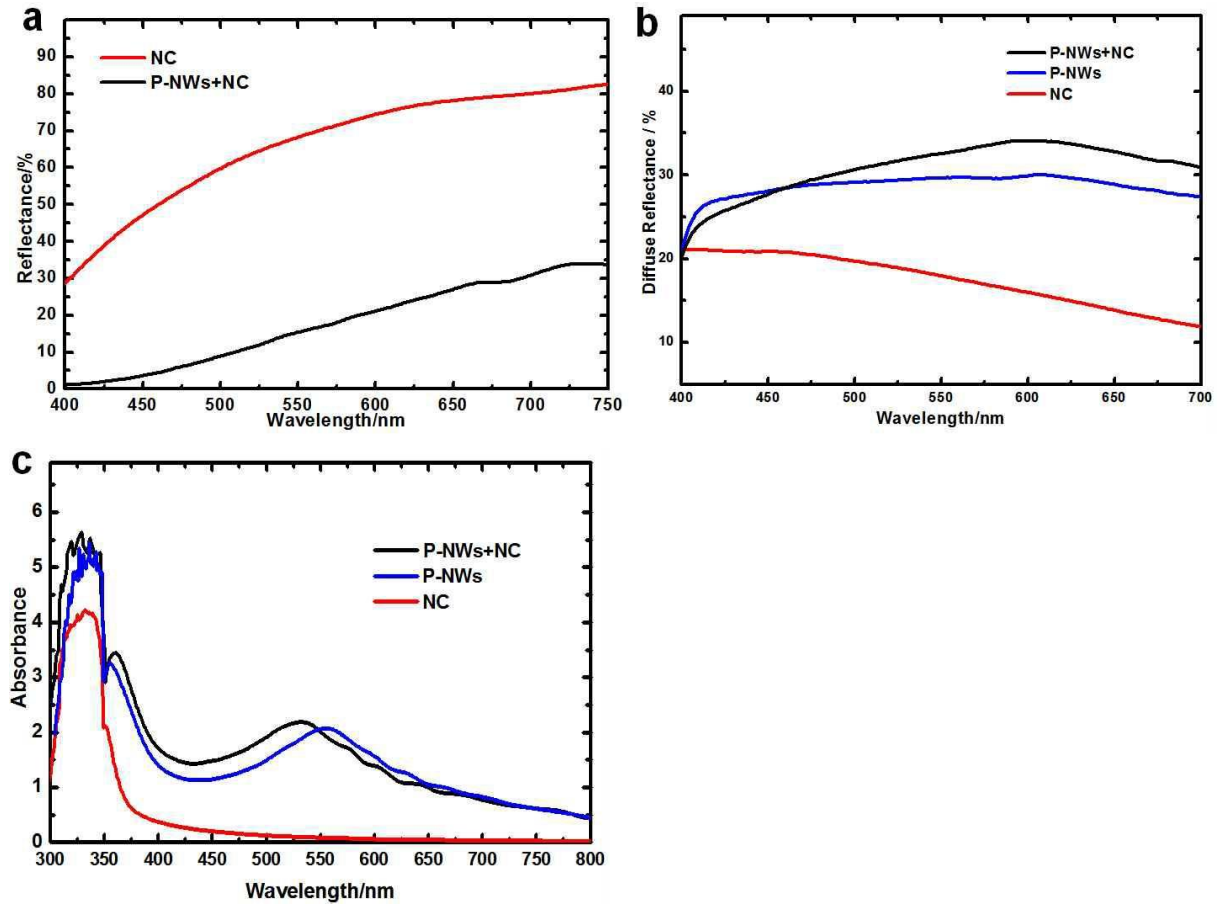 a
NC
P-NWs+NC
Reflectance/%
90
80
70
60
50
40
30
20
10
0
400 450 500 550 600 650 700 750
Wavelength/nm
b
P-NWs+NC
P-NWs
NC
Diffuse Reflectance / %
40
30
20
10
400 450 500 550 600 650 700
Wavelength/nm
c
P-NWs+NC
P-NWs
NC
Absorbance
6
5
4
3
2
1
0
300 350 400 450 500 550 600 650 700 750 800
Wavelength/nm